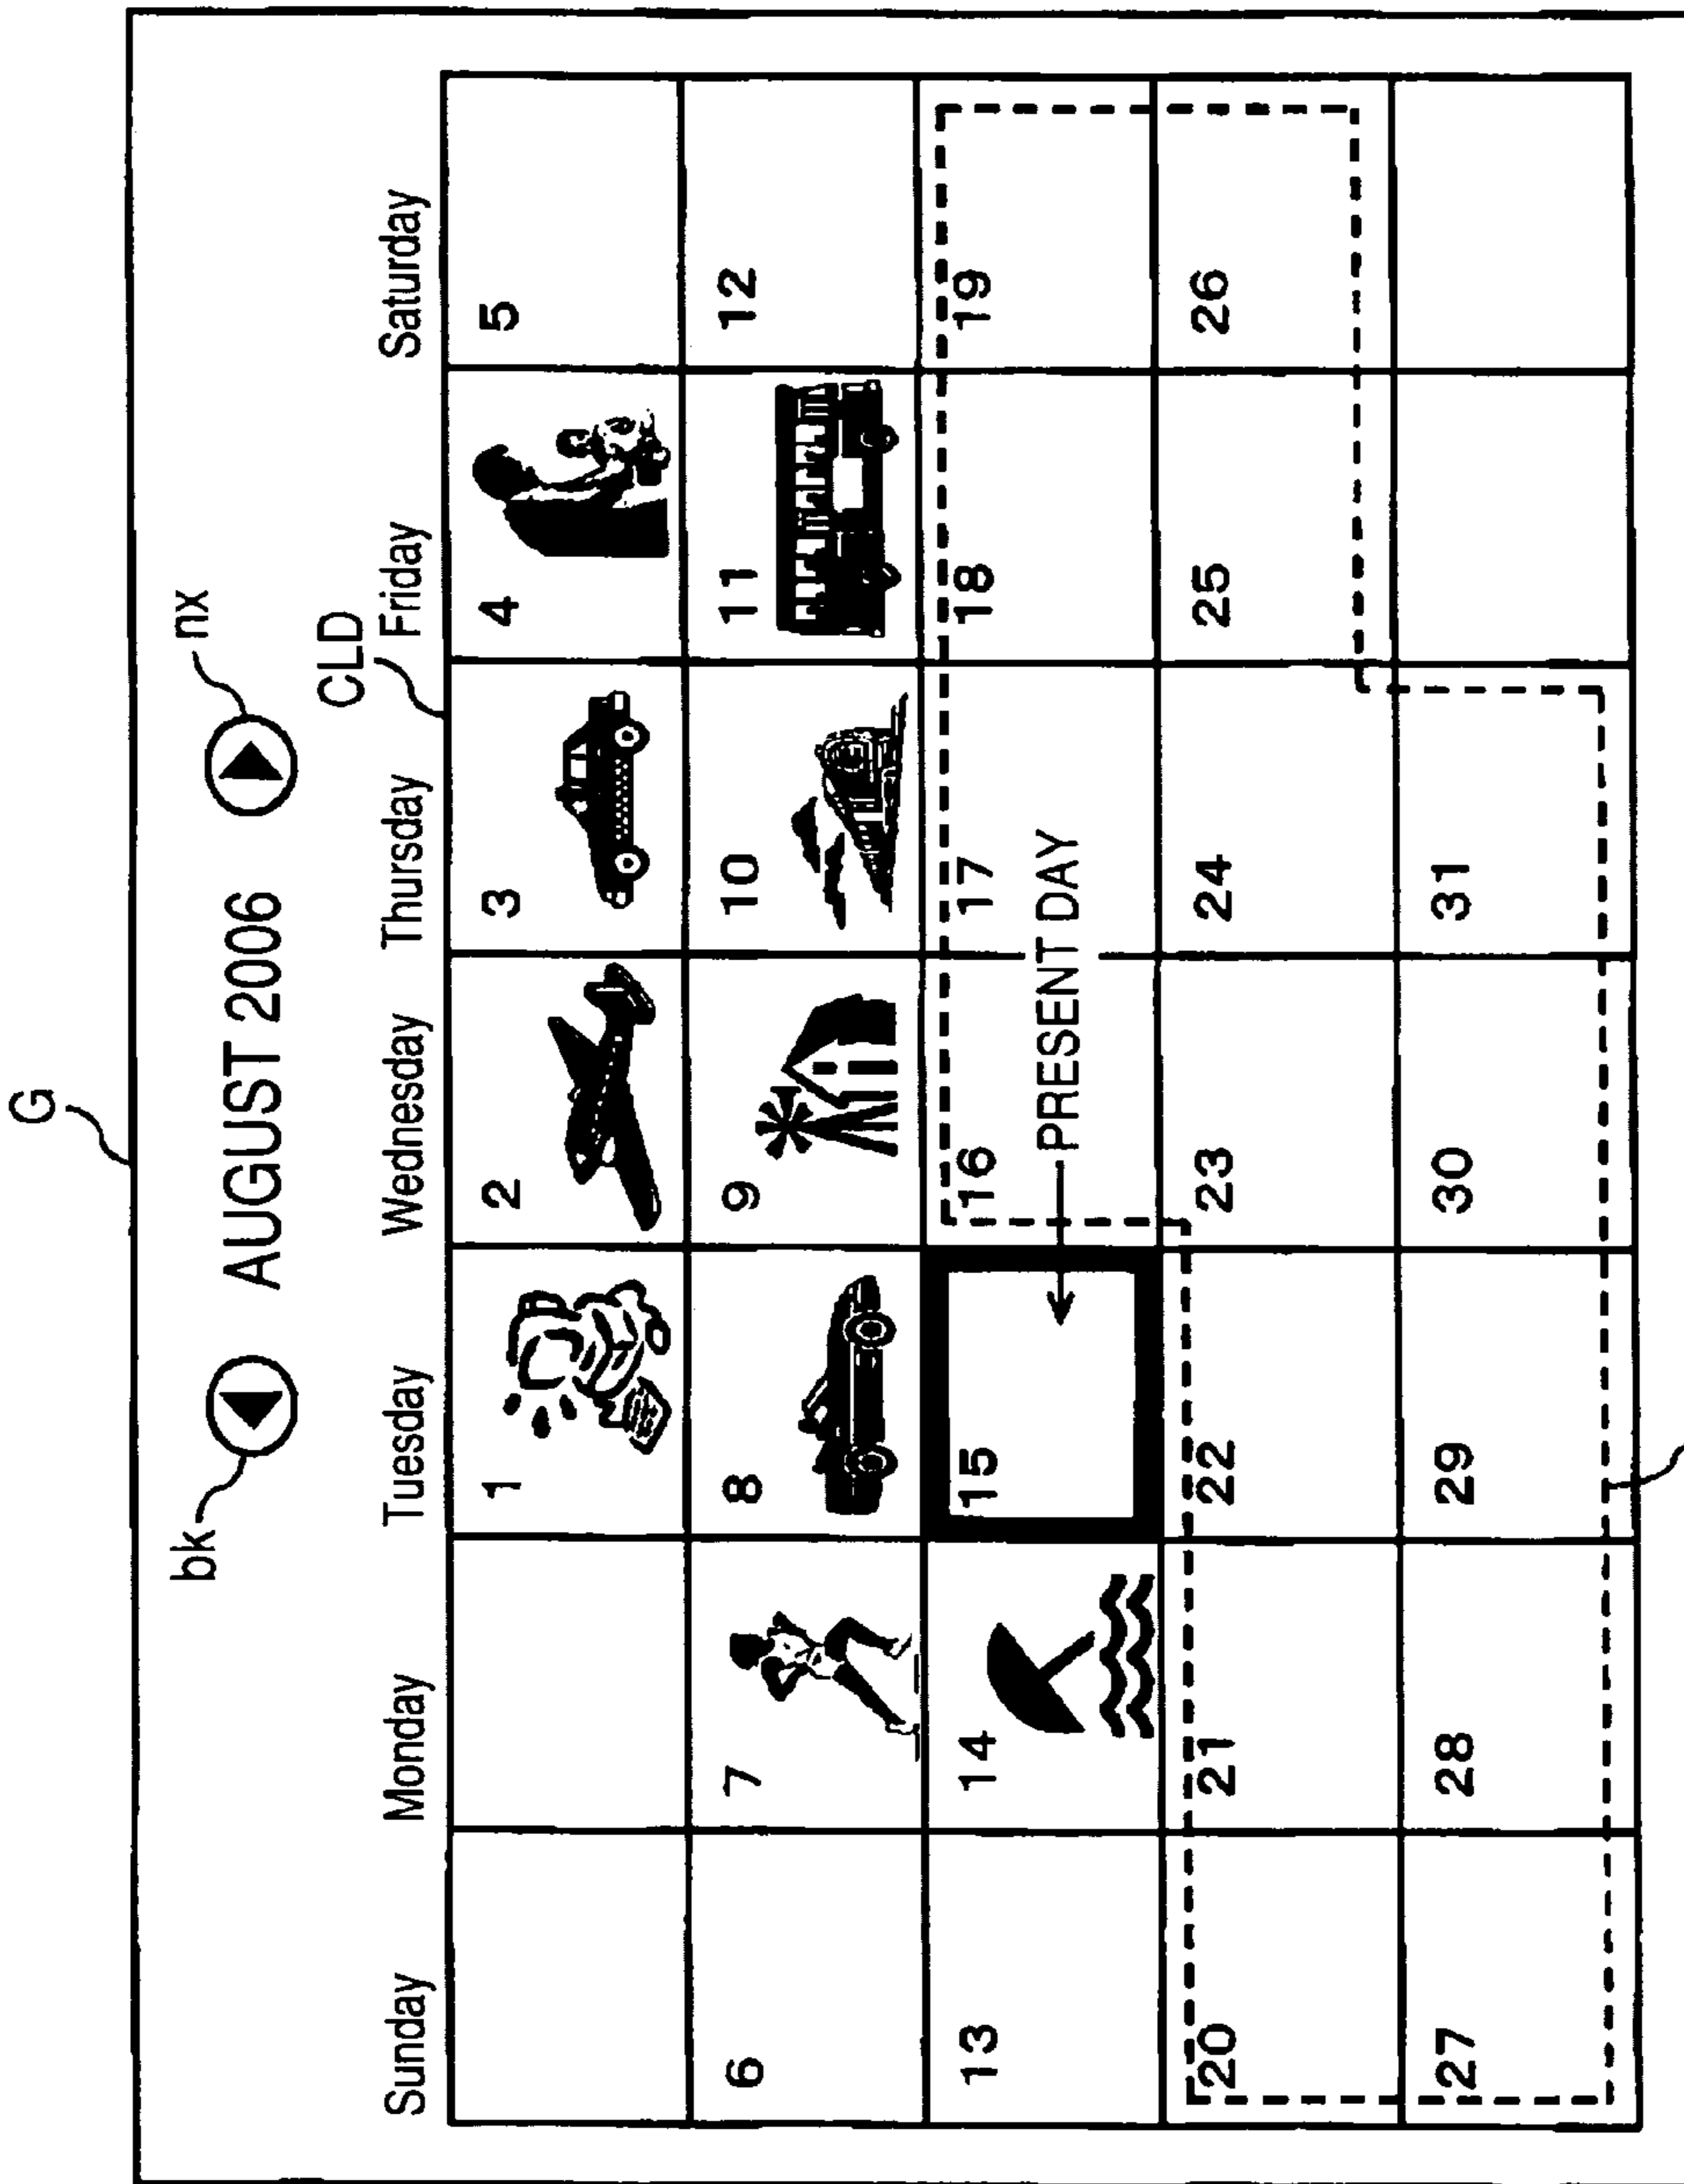 G
bk AUGUST 2006 nx
CLD
Sunday Monday Tuesday Wednesday Thursday Friday Saturday
1 2 3 4 5
6 7 8 9 10 11 12
13 14 15 16 17 18 19
PRESENT DAY
20 21 22 23 24 25 26
27 28 29 30 31